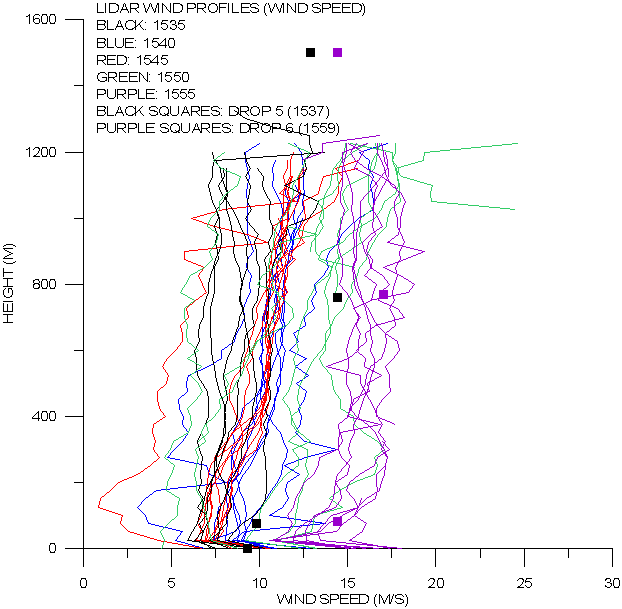 LIDAR WIND PROFILES (WIND SPEED)
BLACK: 1535
BLUE: 1540
RED: 1545
GREEN: 1550
PURPLE: 1555
BLACK SQUARES: DROP 5 (1537)
PURPLE SQUARES: DROP 6 (1559)
1600
1200
800
400
0
HEIGHT (M)
0 5 10 15 20 25 30
WIND SPEED (M/S)